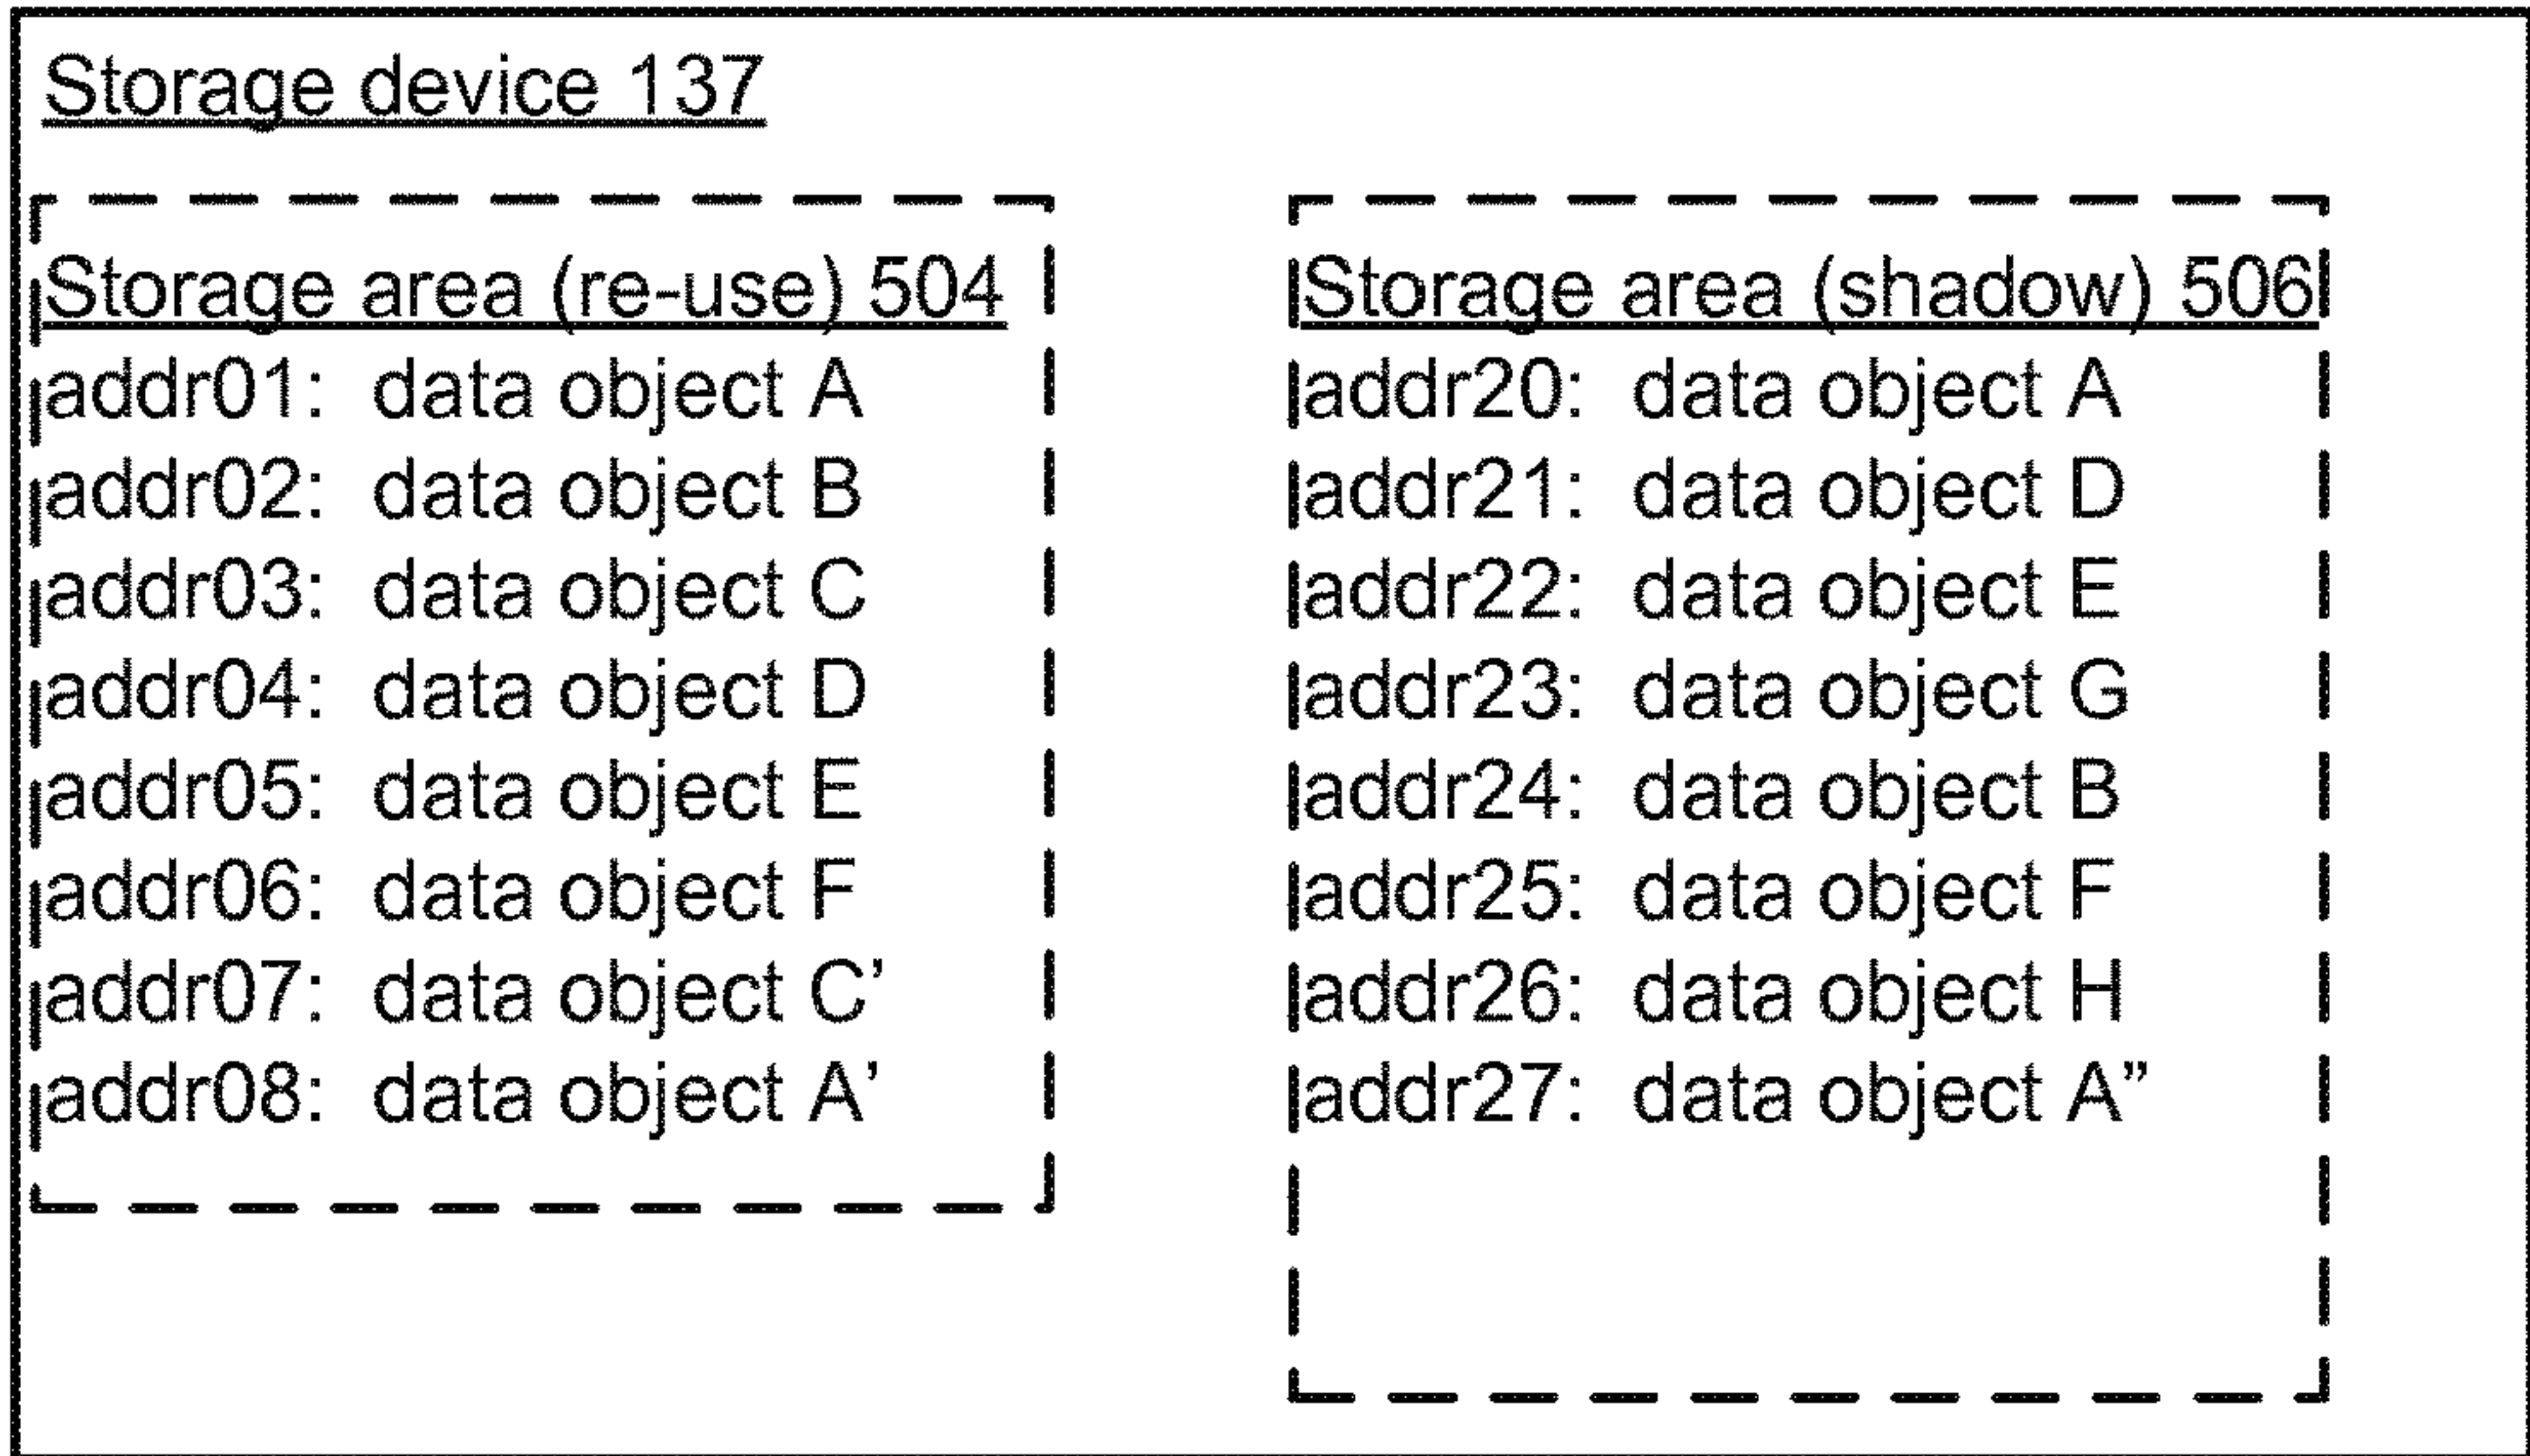 Storage device 137
Storage area (re-use) 504
addr01: data object A
addr02: data object B
addr03: data object C
addr04: data object D
addr05: data object E
addr06: data object F
addr07: data object C’
addr08: data object A’
Storage area (shadow) 506
addr20: data object A
addr21: data object D
addr22: data object E
addr23: data object G
addr24: data object B
addr25: data object F
addr26: data object H
addr27: data object A”